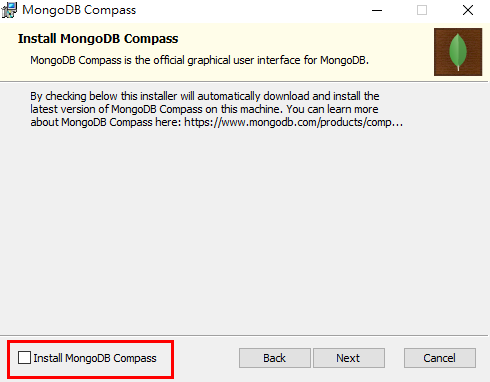 MongoDB Compass
Install MongoDB Compass
MongoDB Compass is the official graphical user interface for MongoDB.
By checking below this installer will automatically download and install the
latest version of MongoDB Compass on this machine. You can learn more
about MongoDB Compass here: https://www.mongodb.com/products/comp...
Install MongoDB Compass
Back
Next
Cancel